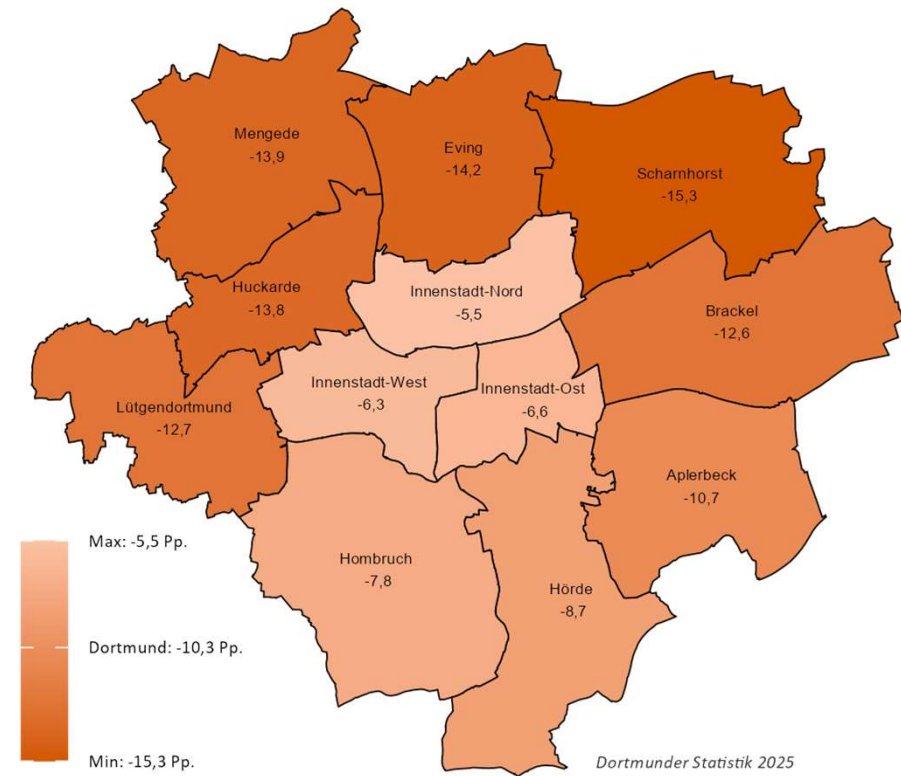 Mengede
-13,9
Eving
-14,2
Scharnhorst
-15,3
Huckarde
-13,8
Innenstadt-Nord
-5,5
Brackel
-12,6
Lütgendortmund
-12,7
Innenstadt-West
-6,3
Innenstadt-Ost
-6,6
Aplerbeck
-10,7
Hombruch
-7,8
Hörde
-8,7
Max: -5,5 Pp.
Dortmund: -10,3 Pp.
Min: -15,3 Pp.
Dortmunder Statistik 2025